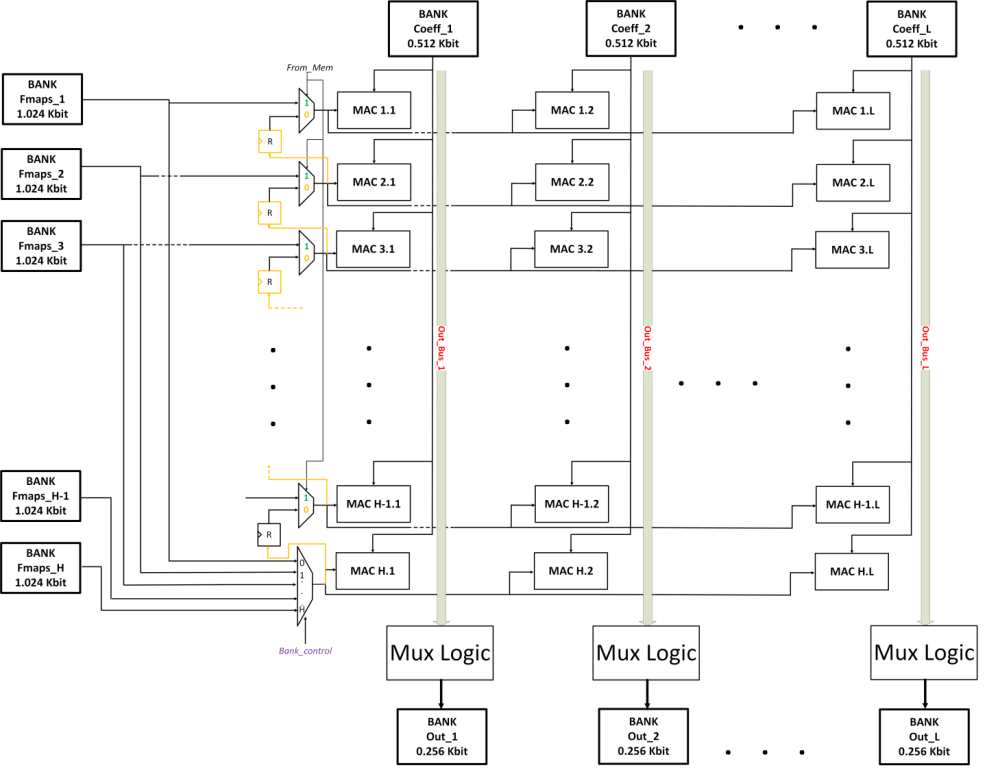 BANK
Coeff_1
0.512 Kbit
BANK
Coeff_2
0.512 Kbit
BANK
Coeff_L
0.512 Kbit
From_Mem
BANK
Fmaps_1
1.024 Kbit
1
0
MAC 1.1
MAC 1.2
MAC 1.L
R
BANK
Fmaps_2
1.024 Kbit
1
0
MAC 2.1
MAC 2.2
MAC 2.L
R
BANK
Fmaps_3
1.024 Kbit
1
0
MAC 3.1
MAC 3.2
MAC 3.L
R
Out_Bus_1
Out_Bus_2
Out_Bus_L
BANK
Fmaps_H-1
1.024 Kbit
1
0
MAC H-1.1
MAC H-1.2
MAC H-1.L
R
BANK
Fmaps_H
1.024 Kbit
0
1
H
MAC H.1
MAC H.2
MAC H.L
Bank_control
Mux Logic
Mux Logic
Mux Logic
BANK
Out_1
0.256 Kbit
BANK
Out_2
0.256 Kbit
BANK
Out_L
0.256 Kbit